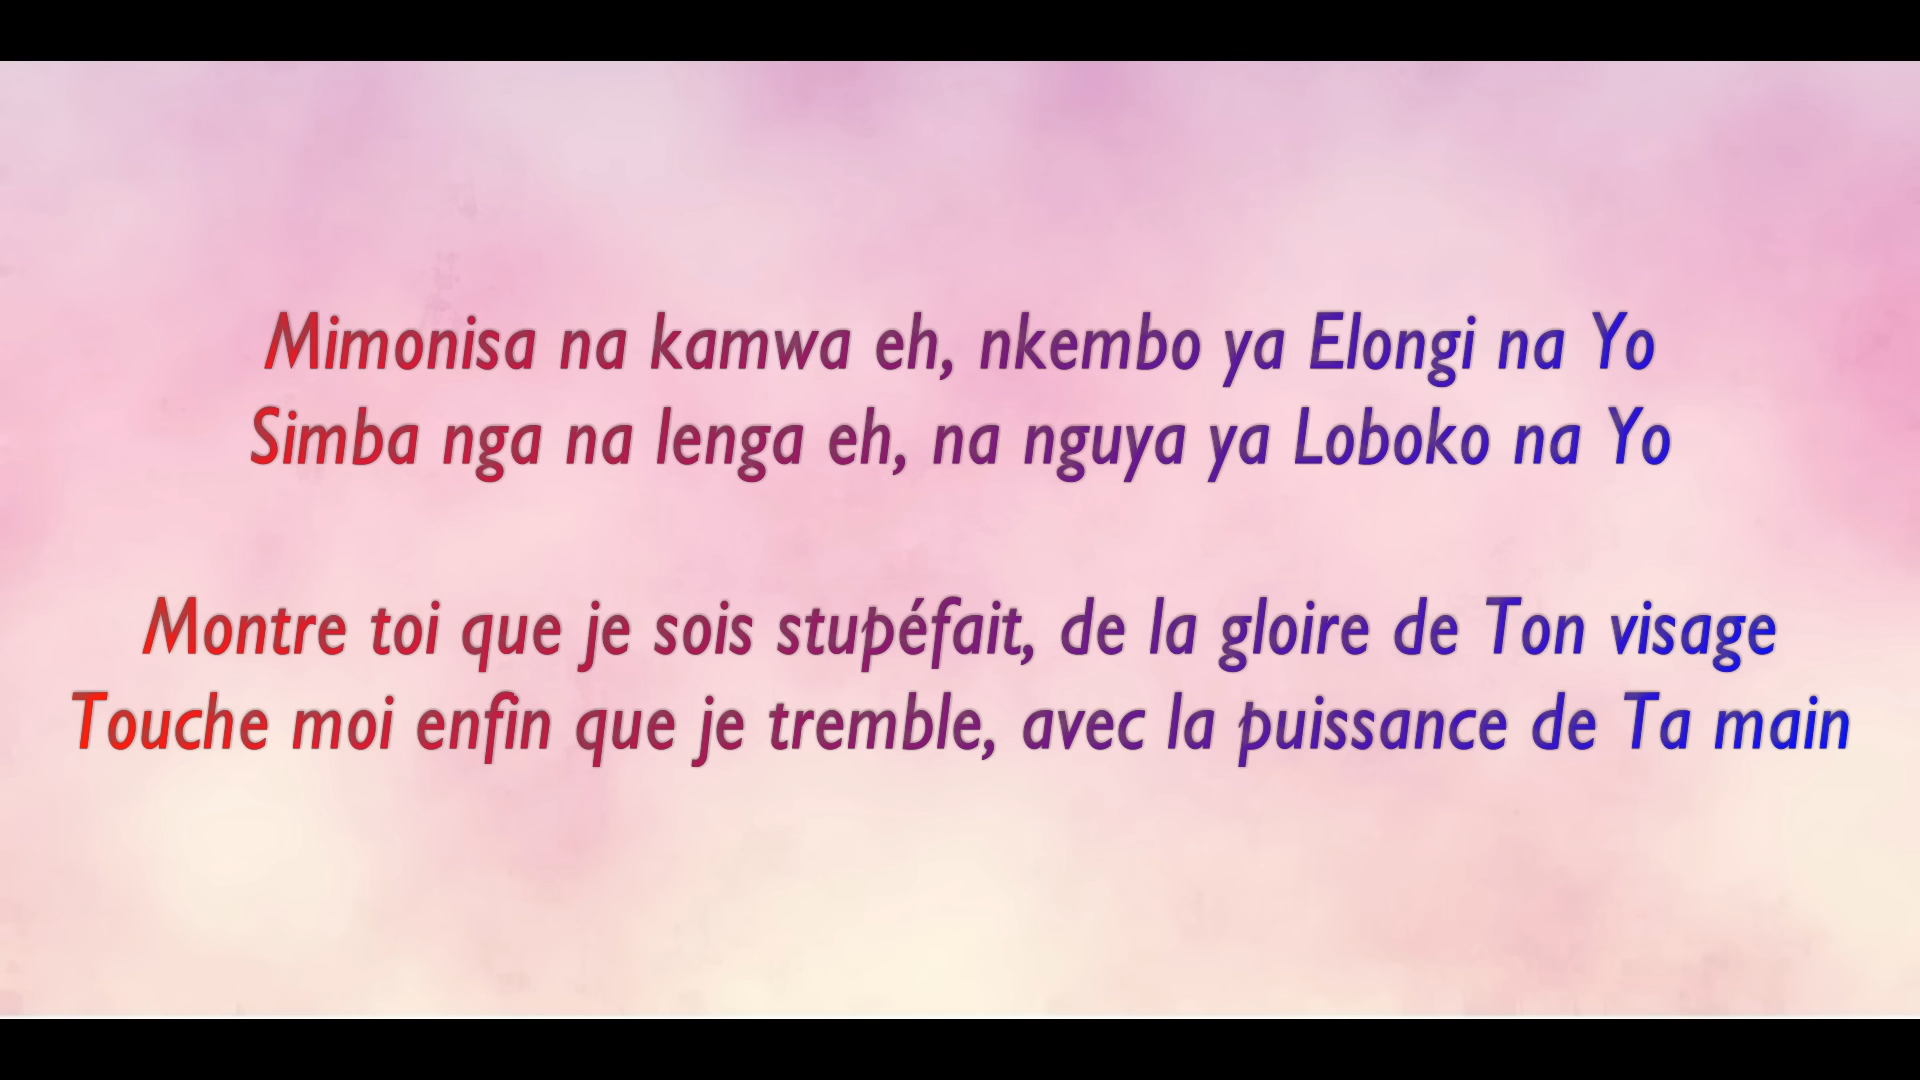 Mimonisa na kamwa eh, nkembo ya Elongi na Yo
Simba nga na lenga eh, na nguya ya Loboko na Yo
Montre toi que je sois stupéfait, de la gloire de Ton visage
Touche moi enfin que je tremble, avec la puissance de Ta main